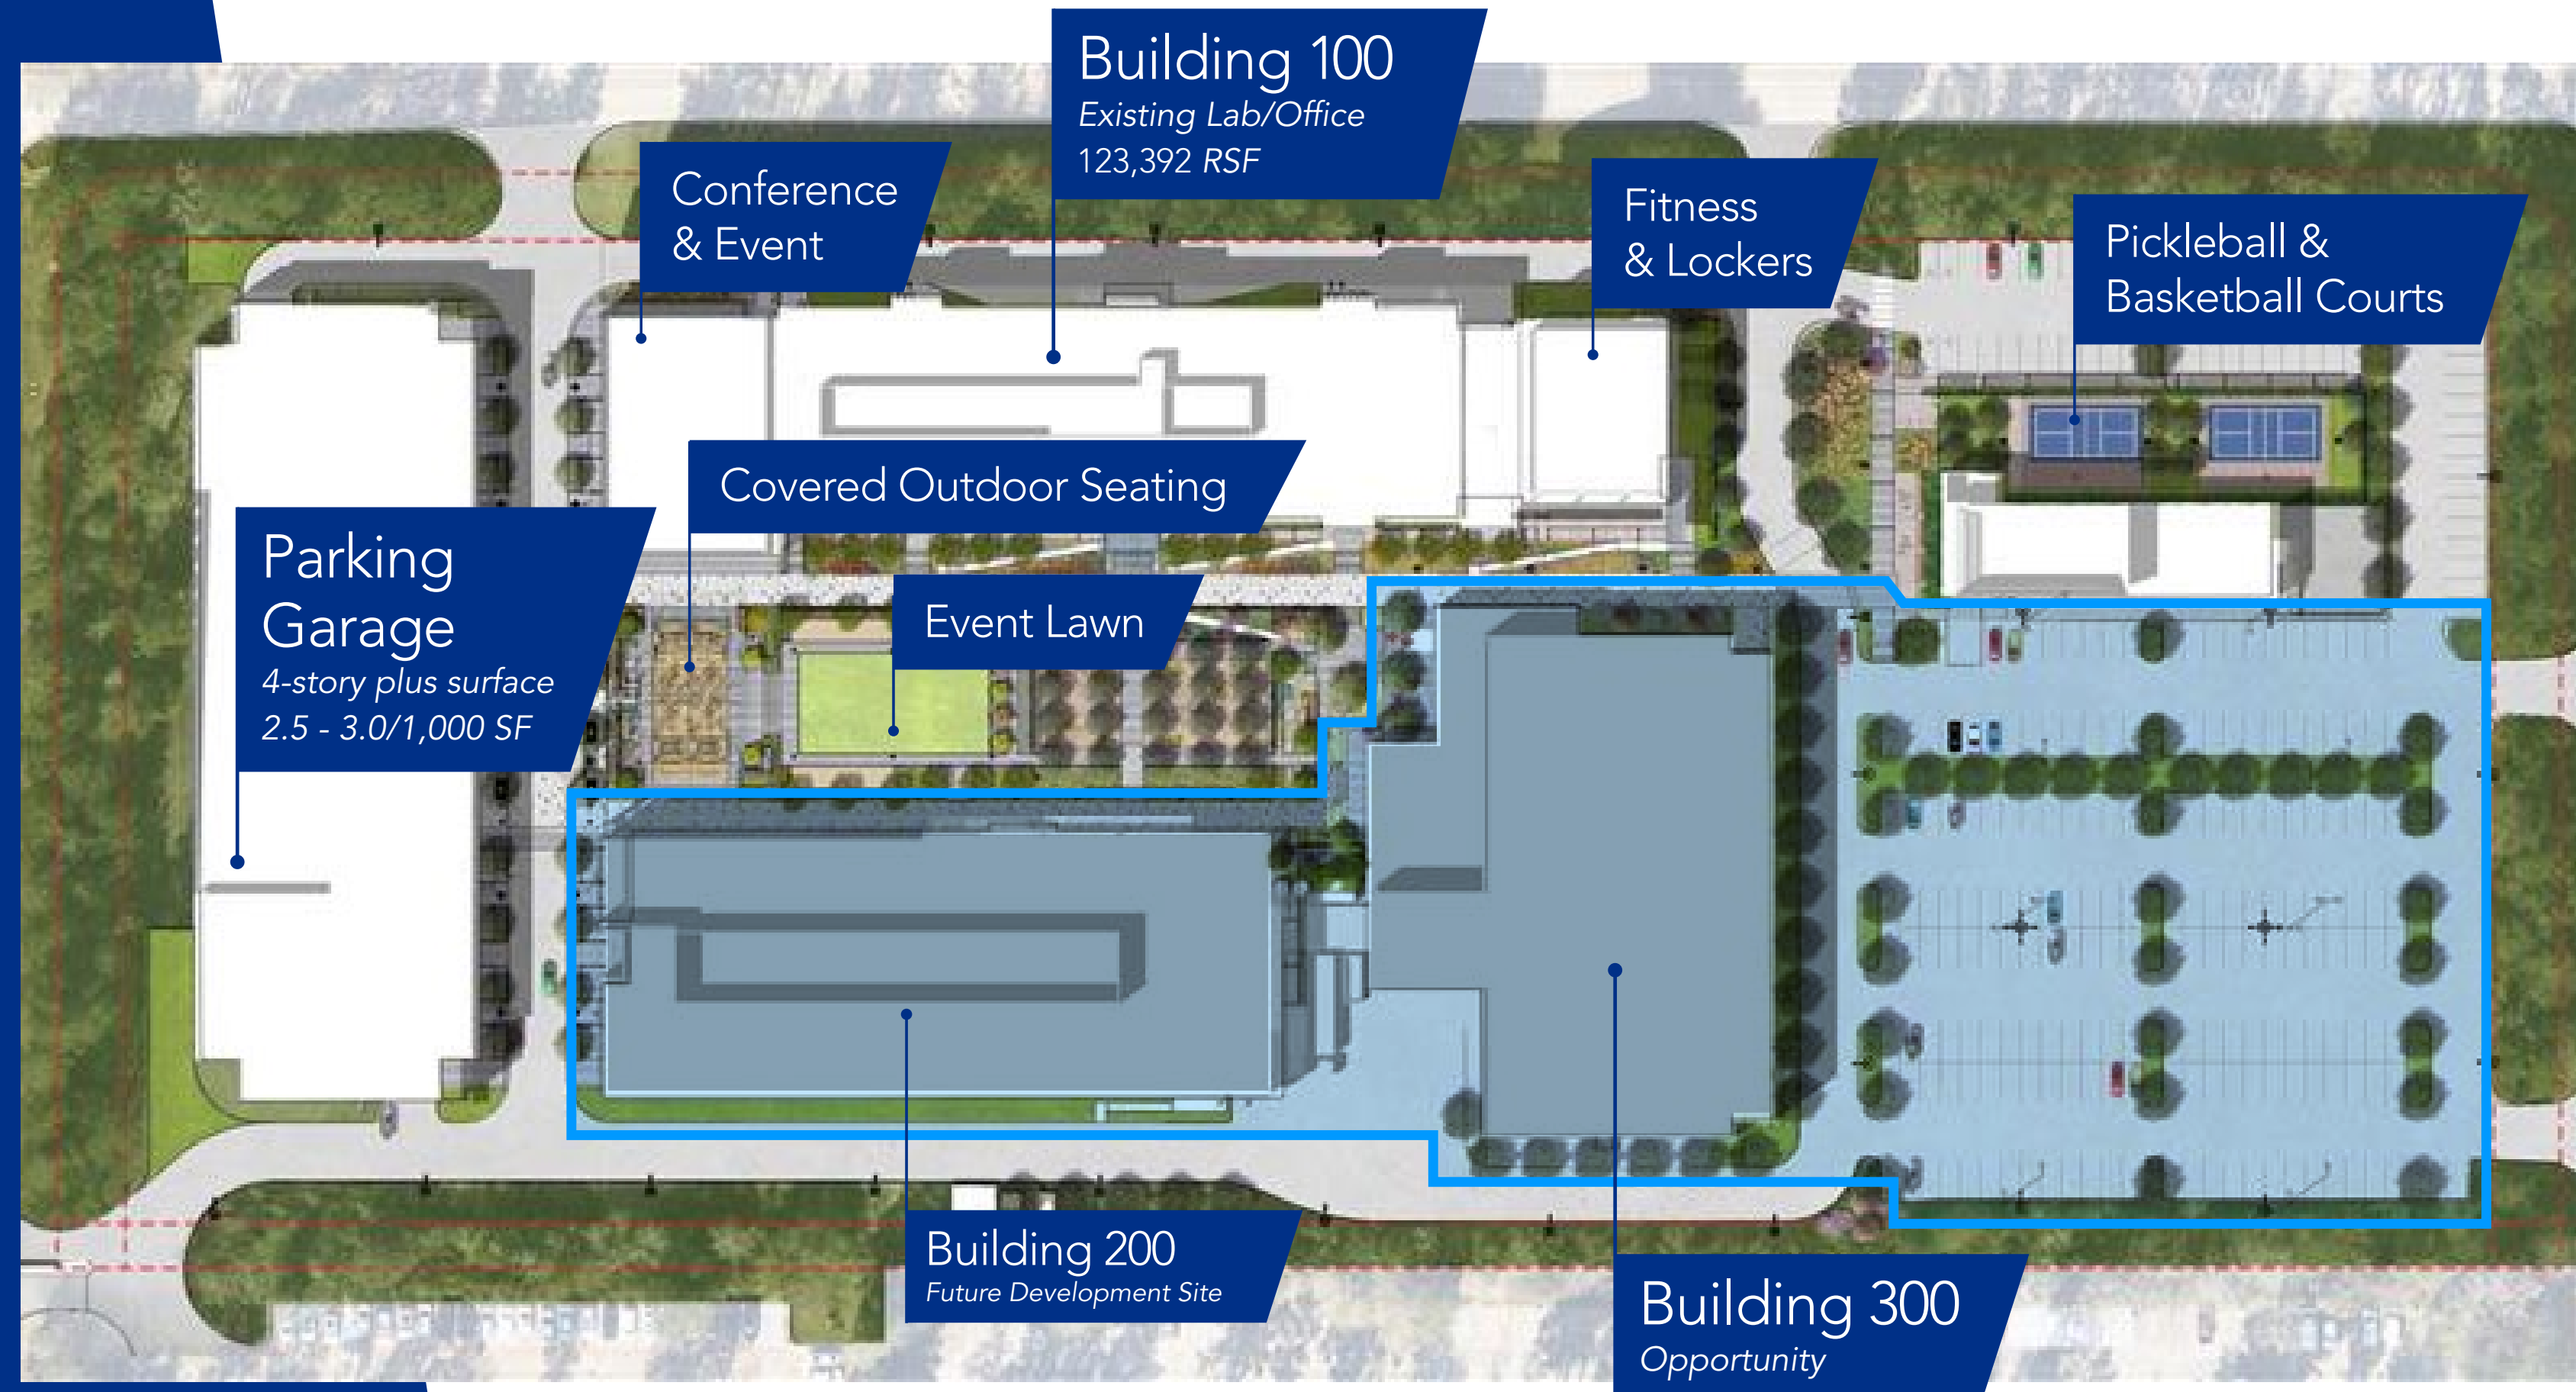 Building 100
Existing Lab/Office
123,392 RSF
Conference
& Event
Fitness
& Lockers
Pickleball &
Basketball Courts
Covered Outdoor Seating
Parking
Garage
4-story plus surface
2.5 - 3.0/1,000 SF
Event Lawn
Building 200
Future Development Site
Building 300
Opportunity